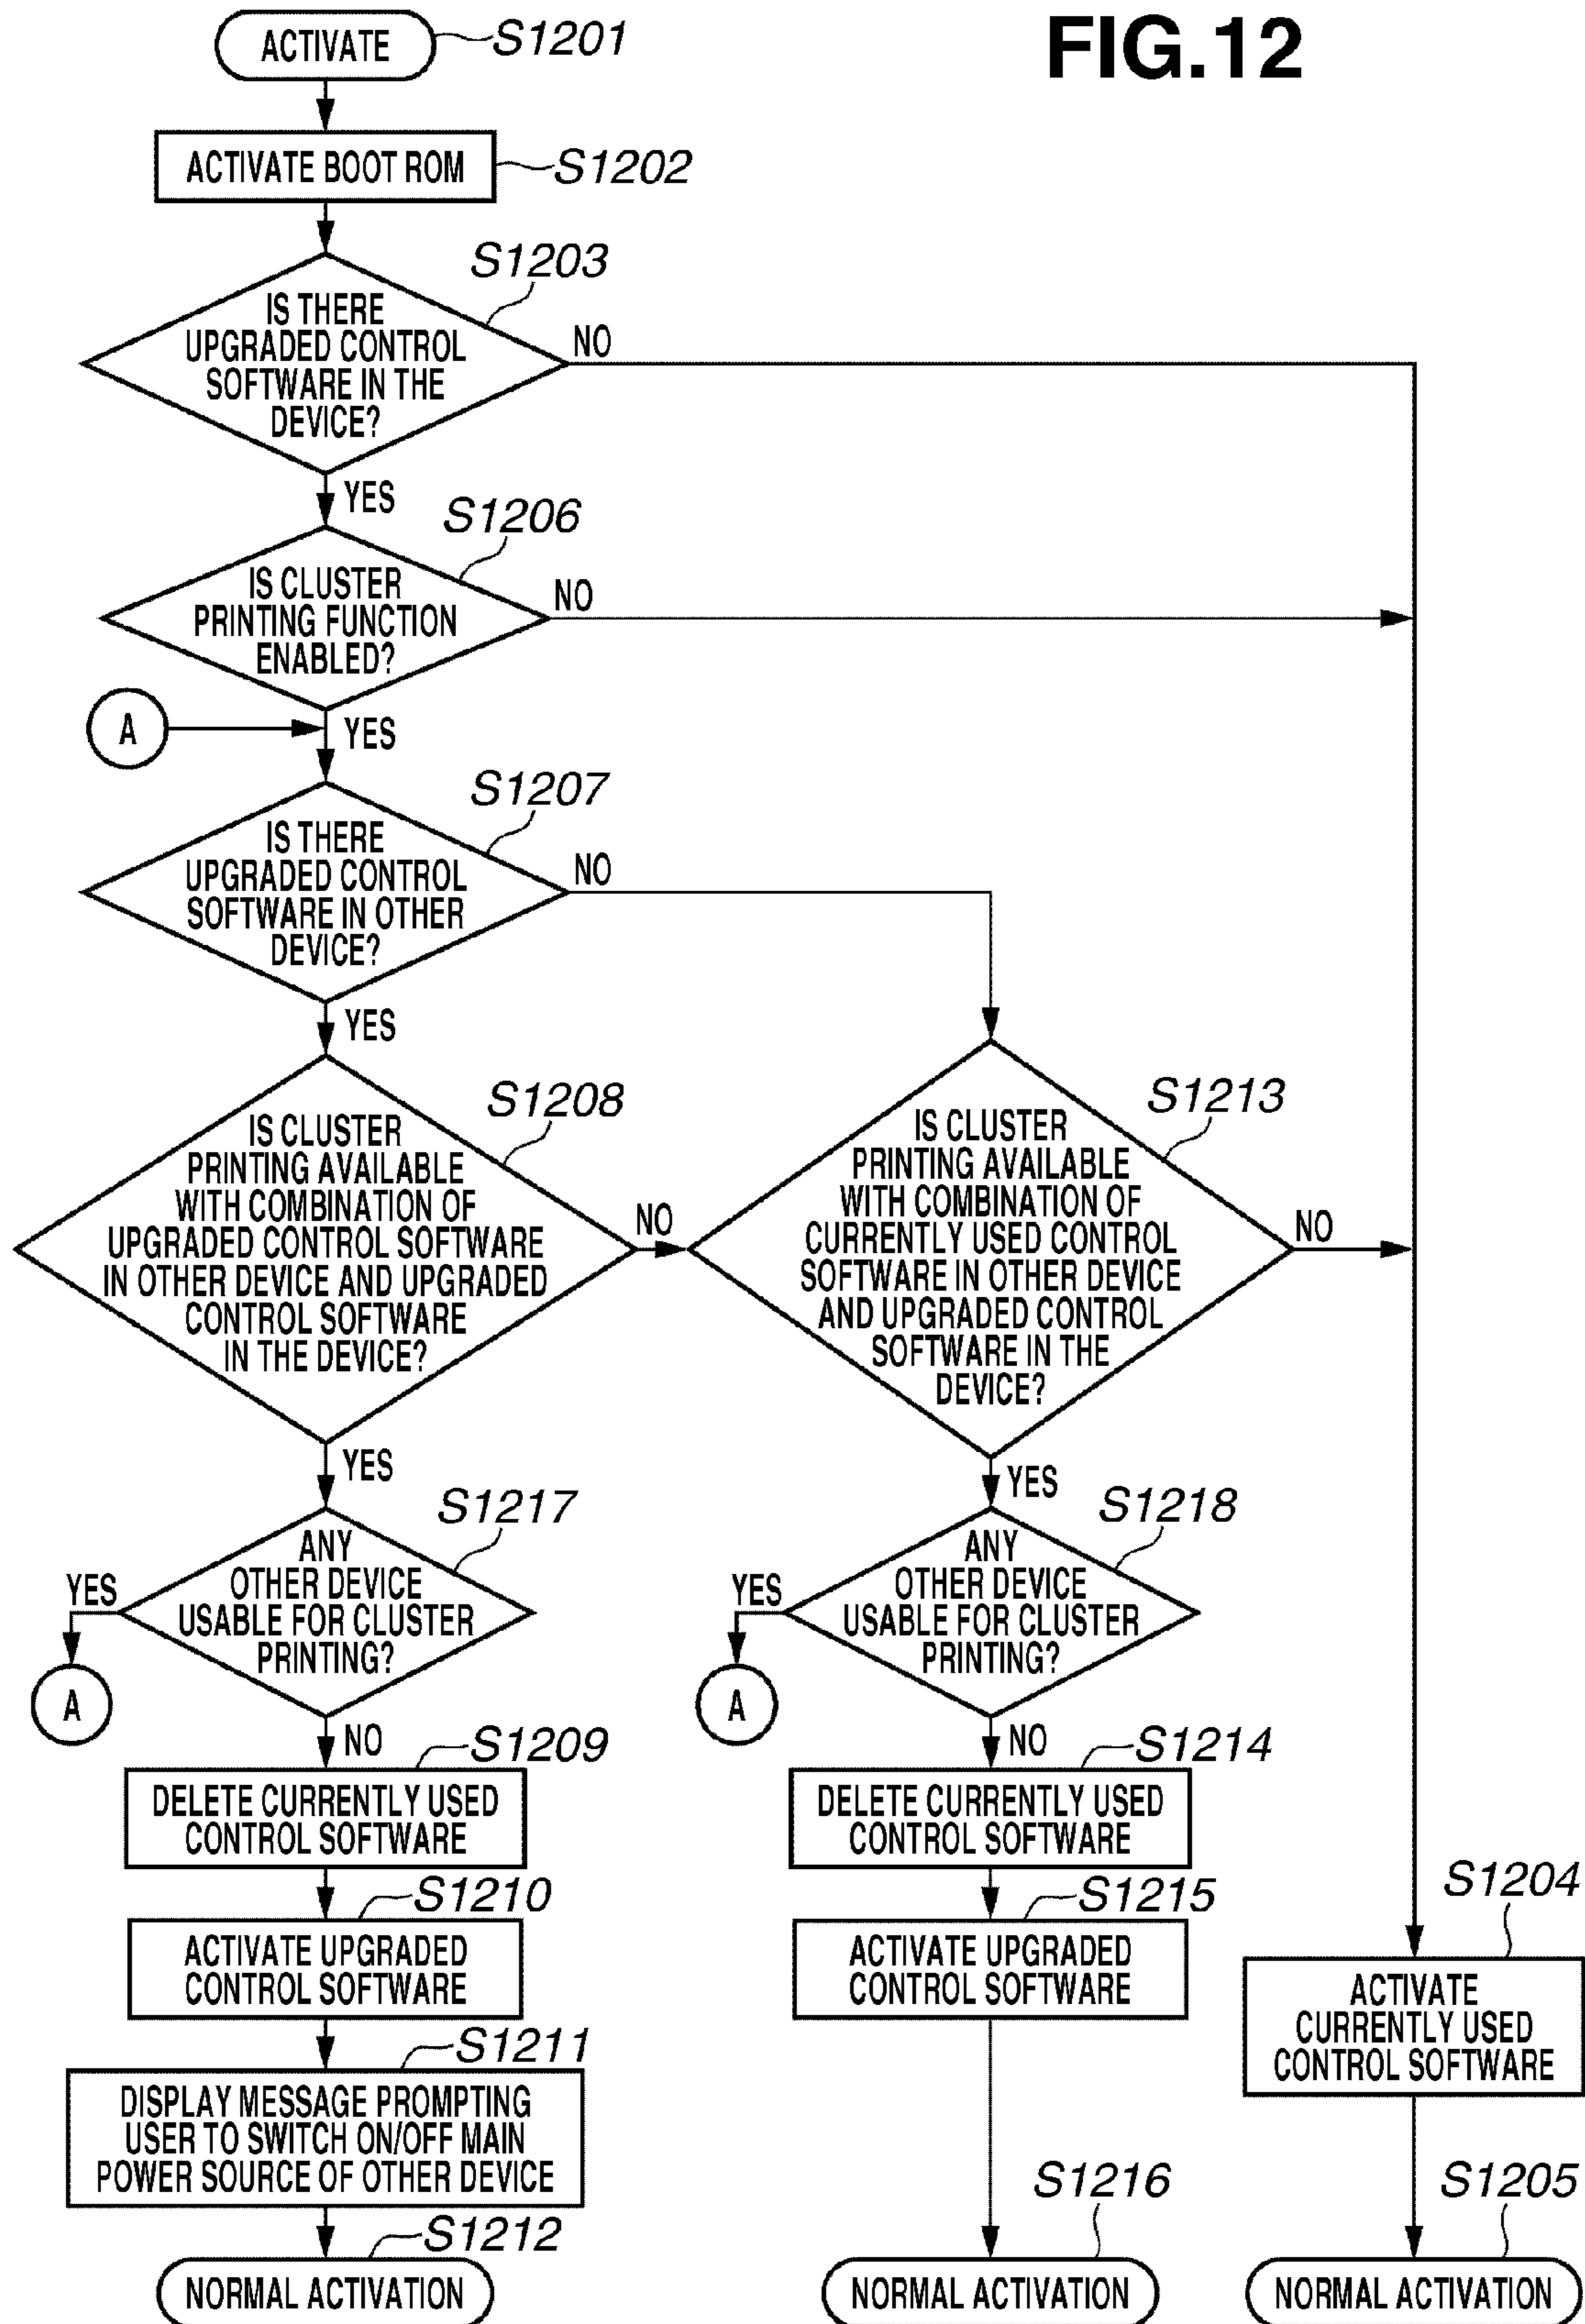 FIG.12
ACTIVATE
S1201
ACTIVATE BOOT ROM
S1202
S1203
IS THERE
UPGRADED CONTROL
SOFTWARE IN THE
DEVICE?
NO
YES
S1206
IS CLUSTER
PRINTING FUNCTION
ENABLED?
NO
A
YES
S1207
IS THERE
UPGRADED CONTROL
SOFTWARE IN OTHER
DEVICE?
NO
YES
S1208
IS CLUSTER
PRINTING AVAILABLE
WITH COMBINATION OF
UPGRADED CONTROL SOFTWARE
IN OTHER DEVICE AND UPGRADED
CONTROL SOFTWARE
IN THE DEVICE?
NO
YES
S1213
IS CLUSTER
PRINTING AVAILABLE
WITH COMBINATION OF
CURRENTLY USED CONTROL
SOFTWARE IN OTHER DEVICE
AND UPGRADED CONTROL
SOFTWARE IN THE
DEVICE?
NO
YES
S1217
ANY
OTHER DEVICE
USABLE FOR CLUSTER
PRINTING?
YES
A
NO
S1218
ANY
OTHER DEVICE
USABLE FOR CLUSTER
PRINTING?
YES
A
NO
S1209
DELETE CURRENTLY USED
CONTROL SOFTWARE
S1210
ACTIVATE UPGRADED
CONTROL SOFTWARE
S1211
DISPLAY MESSAGE PROMPTING
USER TO SWITCH ON/OFF MAIN
POWER SOURCE OF OTHER DEVICE
S1212
NORMAL ACTIVATION
S1214
DELETE CURRENTLY USED
CONTROL SOFTWARE
S1215
ACTIVATE UPGRADED
CONTROL SOFTWARE
S1216
NORMAL ACTIVATION
S1204
ACTIVATE
CURRENTLY USED
CONTROL SOFTWARE
S1205
NORMAL ACTIVATION